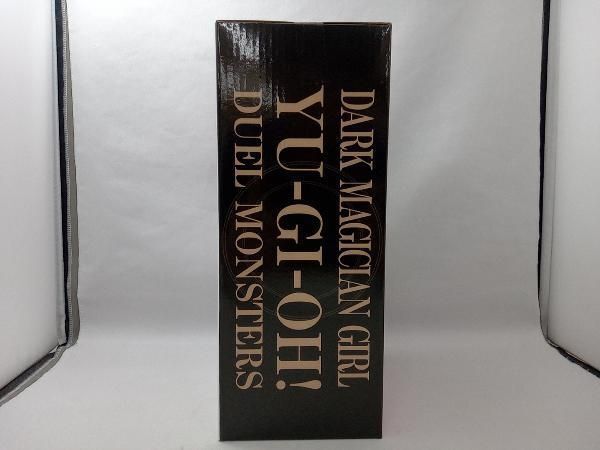 DARK MAGICIAN GIRL
YU-GI-OH!
DUEL MONSTERS